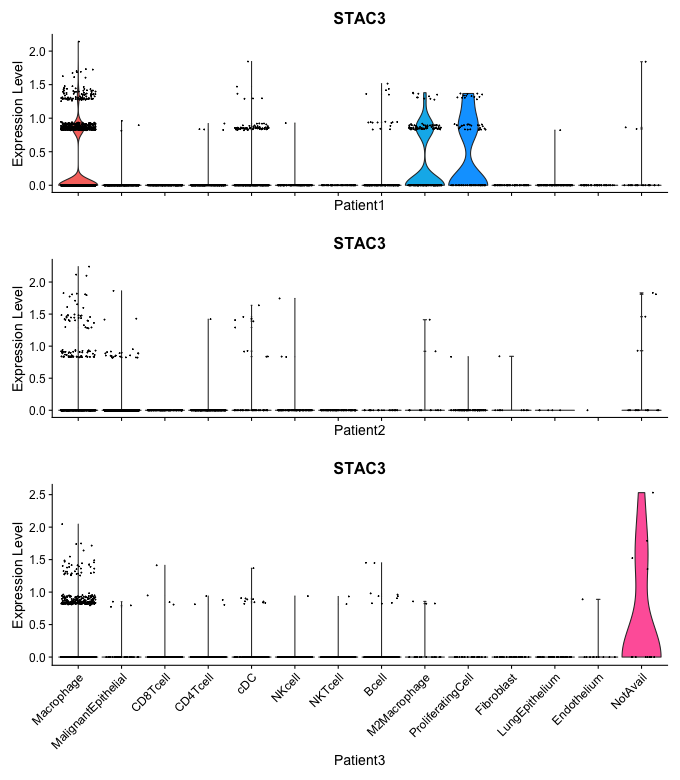 STAC3
Expression Level
2.0
1.5
1.0
0.5
0.0
Patient1
STAC3
Expression Level
2.0
1.5
1.0
0.5
0.0
Patient2
STAC3
Expression Level
2.5
2.0
1.5
1.0
0.5
0.0
Macrophage
MalignantEpithelial
CD8Tcell
CD4Tcell
cDC
NKcell
NKTcell
Bcell
M2Macrophage
ProliferatingCell
Fibroblast
LungEpithelium
Endothelium
NotAvail
Patient3